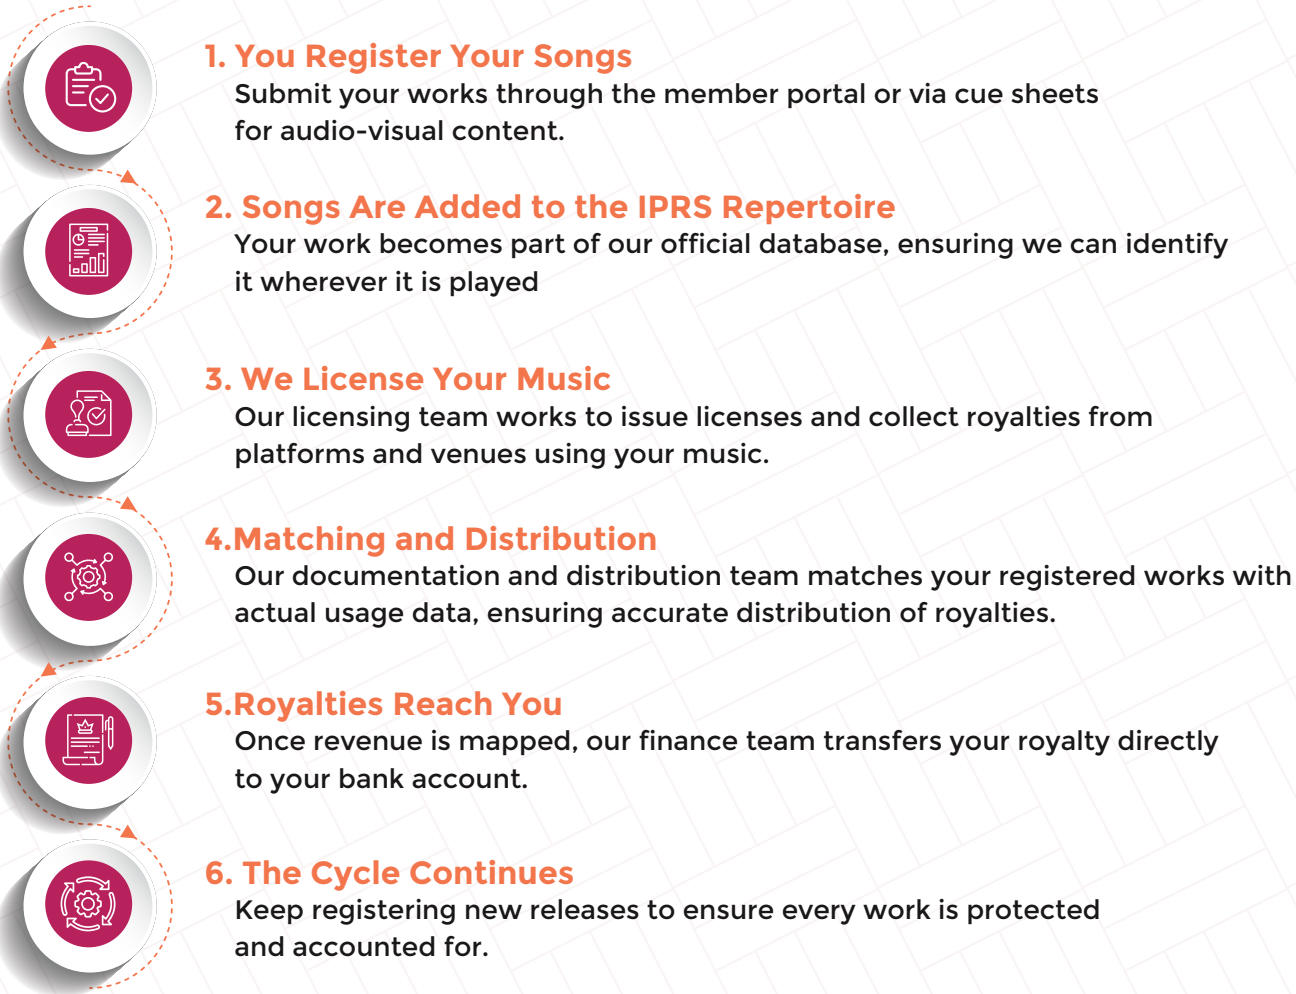 1. You Register Your Songs
Submit your works through the member portal or via cue sheets
for audio-visual content.
2. Songs Are Added to the IPRS Repertoire
Your work becomes part of our official database, ensuring we can identify
it wherever it is played
3. We License Your Music
Our licensing team works to issue licenses and collect royalties from
platforms and venues using your music.
4.Matching and Distribution
Our documentation and distribution team matches your registered works with
actual usage data, ensuring accurate distribution of royalties.
5.Royalties Reach You
Once revenue is mapped, our finance team transfers your royalty directly
to your bank account.
6. The Cycle Continues
Keep registering new releases to ensure every work is protected
and accounted for.